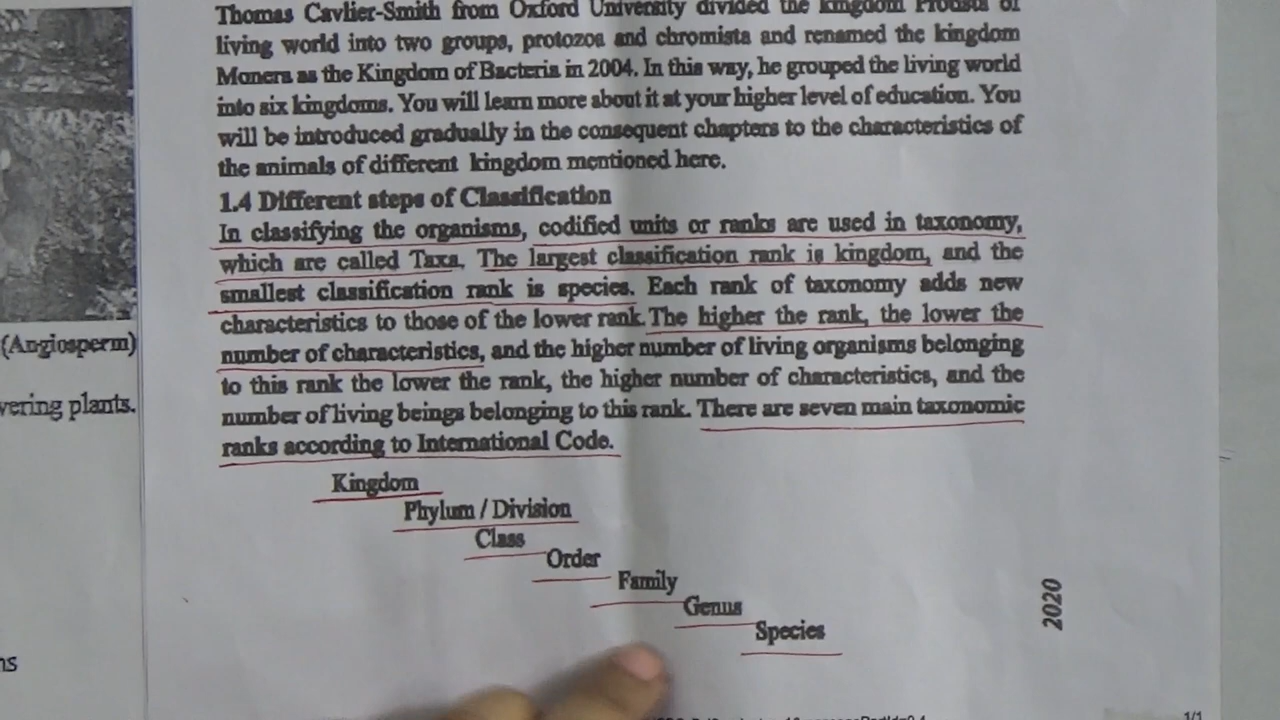 Thomas Cavlier-Smith from Oxford University divided the kingdom Protista of
living world into two groups, protozoa and chromista and renamed the kingdom
Monera as the Kingdom of Bacteria in 2004. In this way, he grouped the living world
into six kingdoms. You will learn more about it at your higher level of education. You
will be introduced gradually in the consequent chapters to the characteristics of
the animals of different kingdom mentioned here.
1.4 Different steps of Classification
In classifying the organisms, codified units or ranks are used in taxonomy,
which are called Taxa. The largest classification rank is kingdom, and the
smallest classification rank is species. Each rank of taxonomy adds new
characteristics to those of the lower rank. The higher the rank, the lower the
number of characteristics, and the higher number of living organisms belonging
to this rank the lower the rank, the higher number of characteristics, and the
number of living beings belonging to this rank. There are seven main taxonomic
ranks according to International Code.
Kingdom
Phylum / Division
Class
Order
Family
Genus
Species
(Angiosperm)
vering plants.
ns
2020
1/1